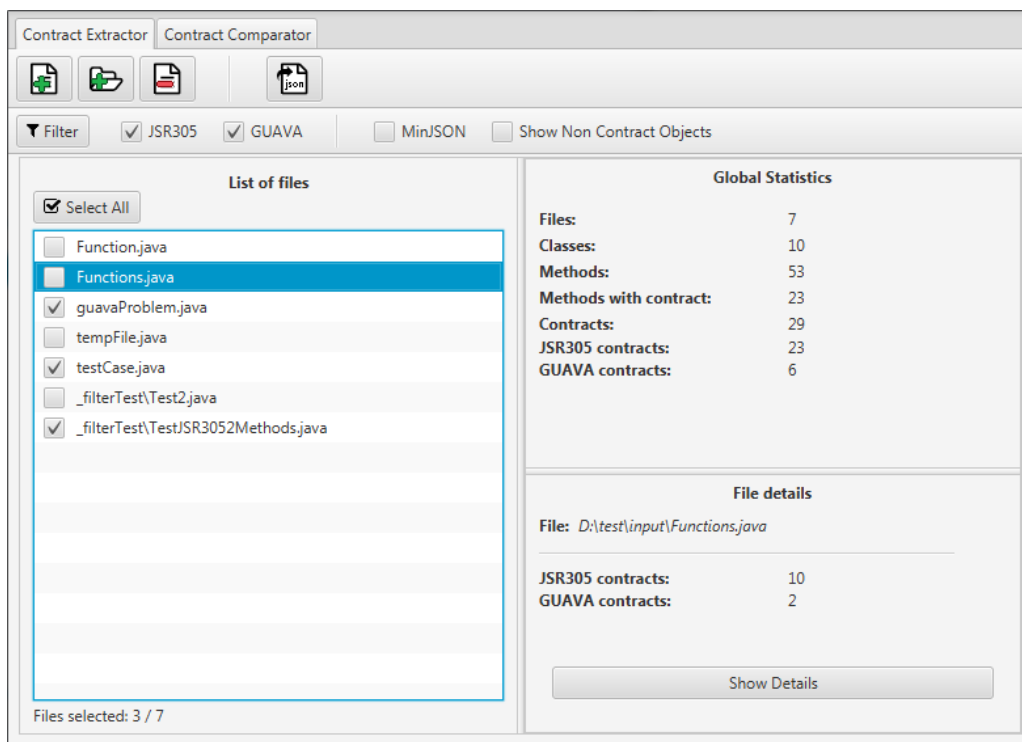 Contract Extractor Contract Comparator
json
Filter JSR305 GUAVA MinJSON Show Non Contract Objects
List of files
Select All
Function.java
Functions.java
guavaProblem.java
tempFile.java
testCase.java
_filterTest\Test2.java
_filterTest\TestJSR3052Methods.java
Files selected: 3 / 7
Global Statistics
Files: 7
Classes: 10
Methods: 53
Methods with contract: 23
Contracts: 29
JSR305 contracts: 23
GUAVA contracts: 6
File details
File: D:\test\input\Functions.java
JSR305 contracts: 10
GUAVA contracts: 2
Show Details